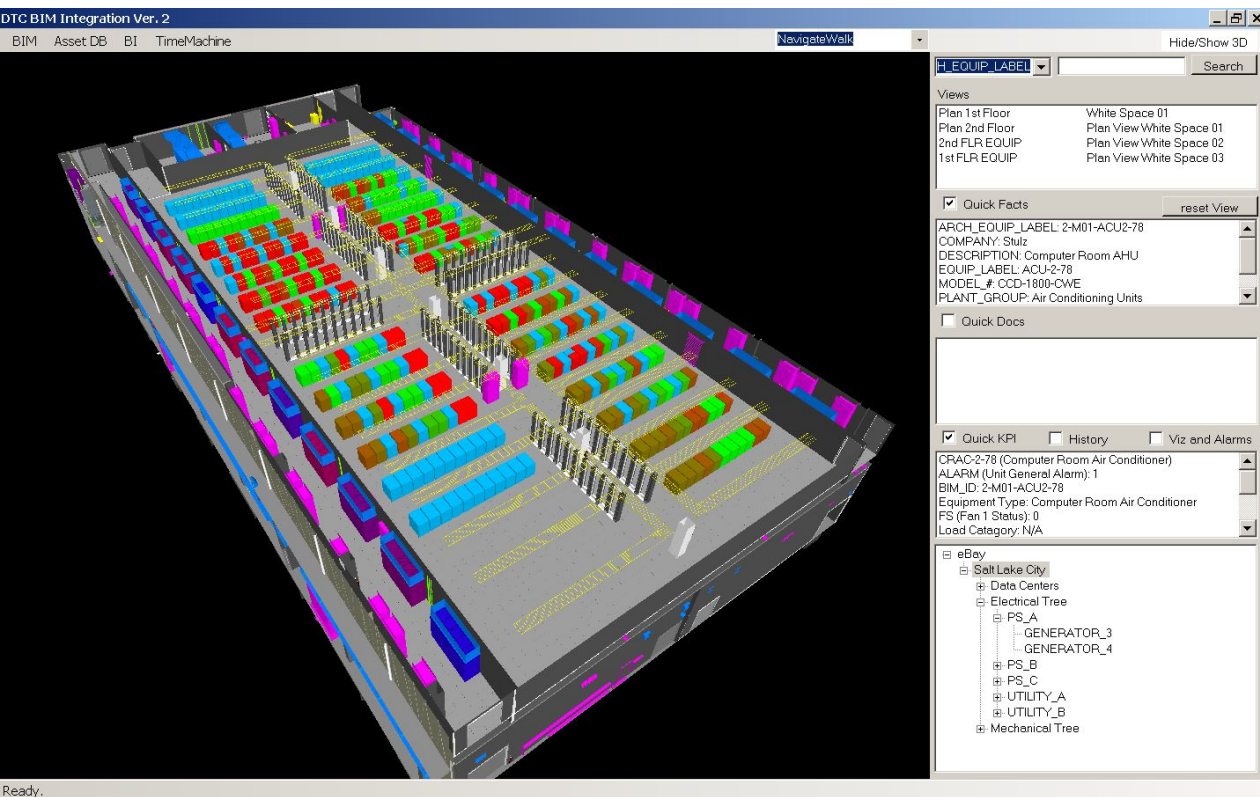 DTC BIM Integration Ver. 2
BIM Asset DB BI TimeMachine
NavigateWalk
Hide/Show 3D
H_EQUIP_LABEL
Search
Views
Plan 1st Floor White Space 01
Plan 2nd Floor Plan View White Space 01
2nd FLR EQUIP Plan View White Space 02
1st FLR EQUIP Plan View White Space 03
Quick Facts
reset View
ARCH_EQUIP_LABEL: 2-M01-ACU2-78
COMPANY: Stulz
DESCRIPTION: Computer Room AHU
EQUIP_LABEL: ACU-2-78
MODEL_#: CCD-1800-CWE
PLANT_GROUP: Air Conditioning Units
Quick Docs
Quick KPI History Viz and Alarms
CRAC-2-78 (Computer Room Air Conditioner)
ALARM (Unit General Alarm): 1
BIM_ID: 2-M01-ACU2-78
Equipment Type: Computer Room Air Conditioner
FS (Fan 1 Status): 0
Load Catagory: N/A
eBay
Salt Lake City
Data Centers
Electrical Tree
PS_A
GENERATOR_3
GENERATOR_4
PS_B
PS_C
UTILITY_A
UTILITY_B
Mechanical Tree
Ready.